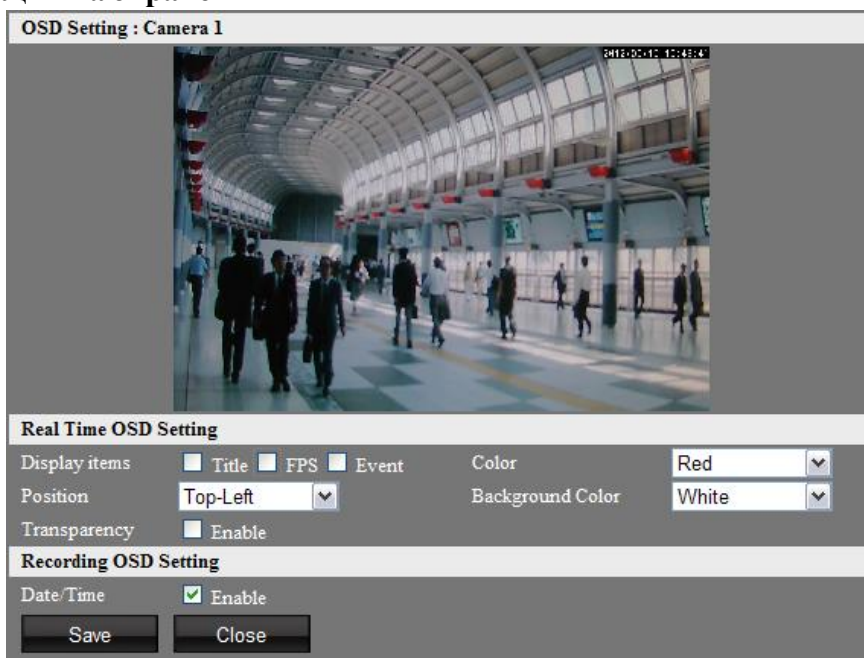 OSD Setting : Camera 1
Real Time OSD Setting
Display items Title FPS Event Color Red
Position Top-Left Background Color White
Transparency Enable
Recording OSD Setting
Date/Time Enable
Save Close